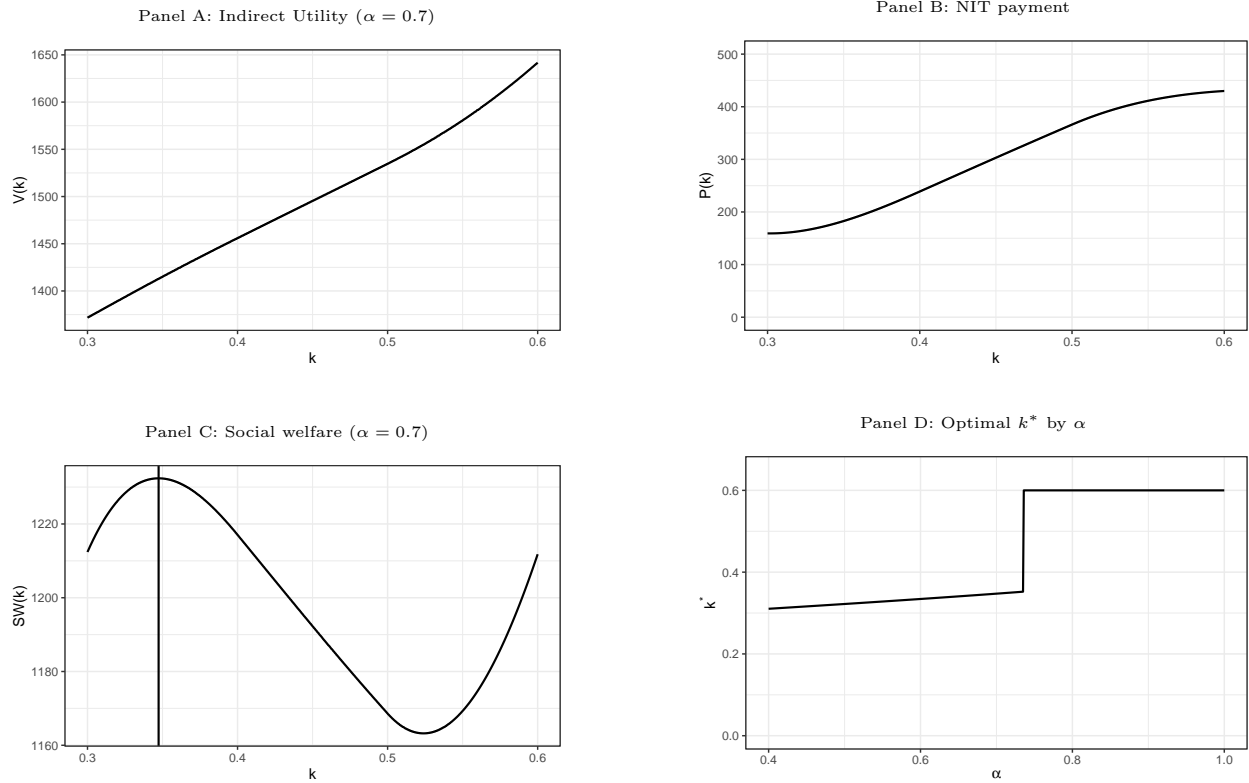 Panel A: Indirect Utility (α = 0.7)
1650
1600
1550
1500
1450
1400
V(k)
0.3 0.4 0.5 0.6
k
Panel B: NIT payment
500
400
300
200
100
0
P(k)
0.3 0.4 0.5 0.6
k
Panel C: Social welfare (α = 0.7)
1220
1200
1180
1160
SW(k)
0.3 0.4 0.5 0.6
k
Panel D: Optimal k* by α
0.6
0.4
0.2
0.0
k*
0.4 0.6 0.8 1.0
α